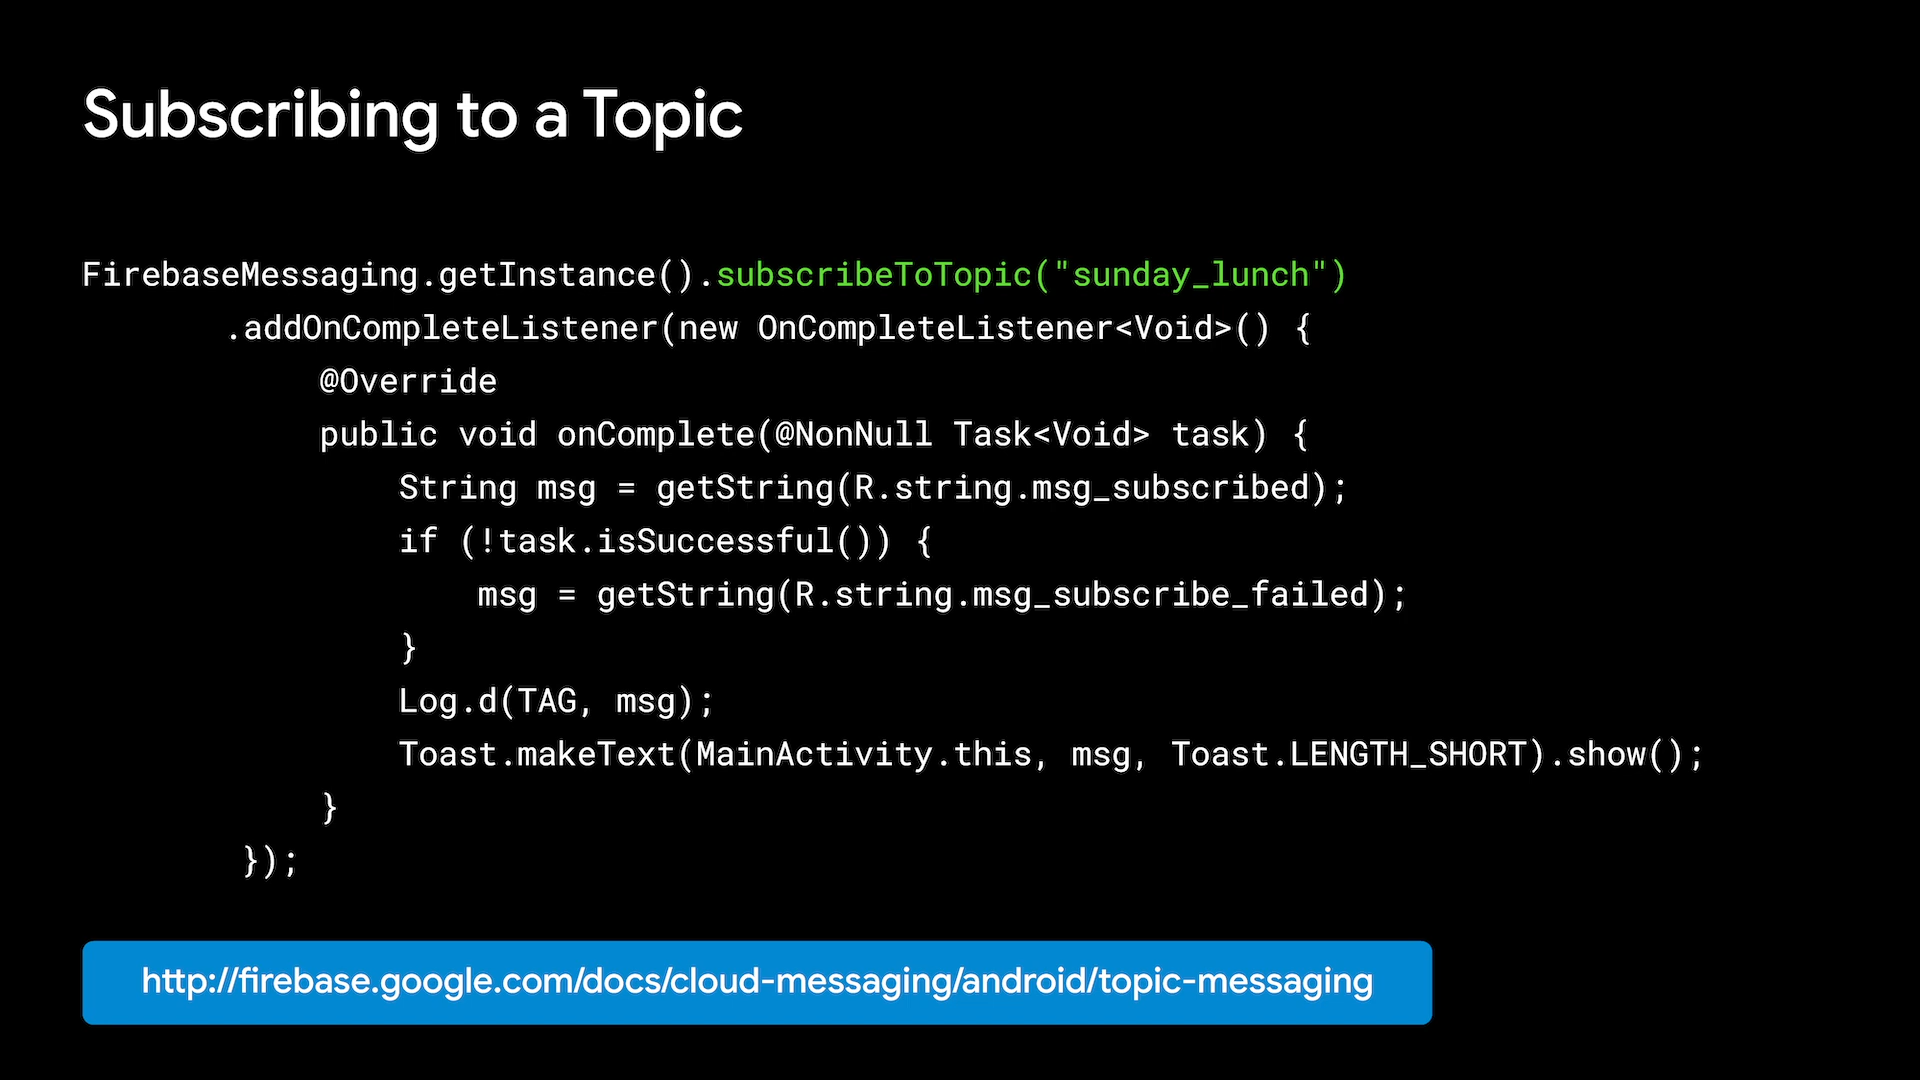 Subscribing to a Topic
FirebaseMessaging.getInstance().subscribeToTopic("sunday_lunch")
.addOnCompleteListener(new OnCompleteListener<Void>() {
@Override
public void onComplete(@NonNull Task<Void> task) {
String msg = getString(R.string.msg_subscribed);
if (!task.isSuccessful()) {
msg = getString(R.string.msg_subscribe_failed);
}
Log.d(TAG, msg);
Toast.makeText(MainActivity.this, msg, Toast.LENGTH_SHORT).show();
}
});
http://firebase.google.com/docs/cloud-messaging/android/topic-messaging